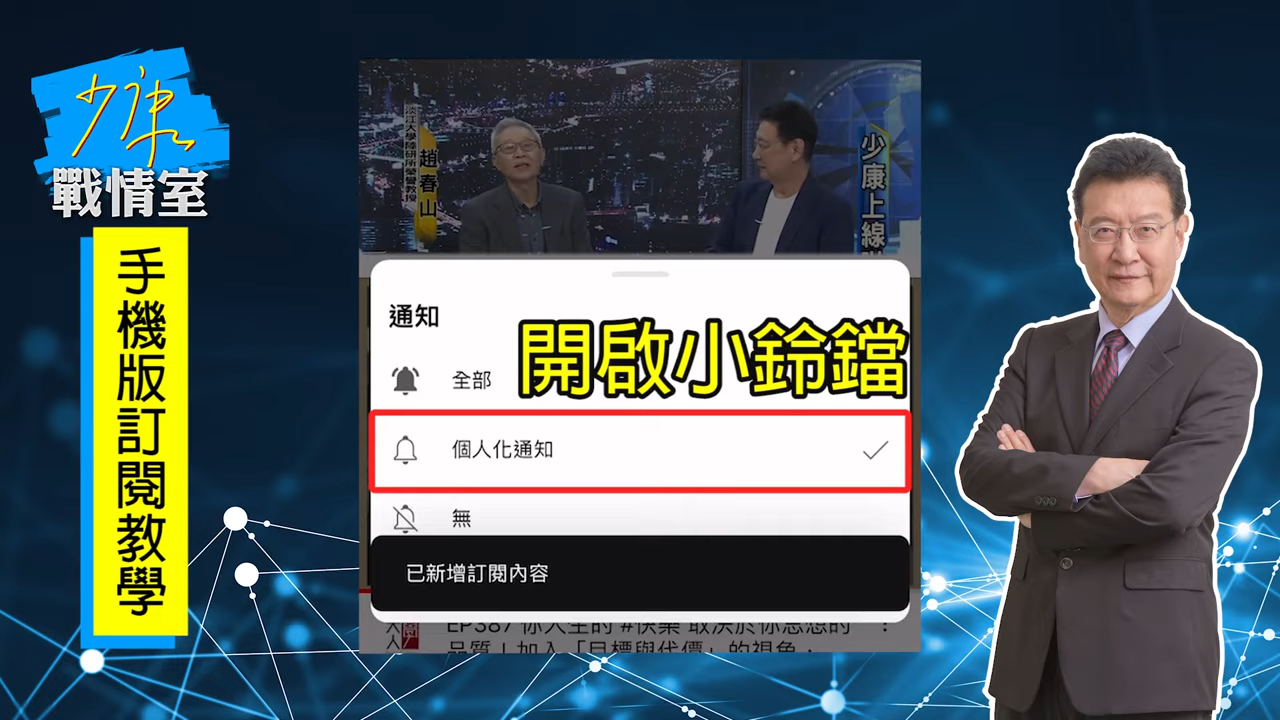 少康
戰情室
手機版訂閱教學
趙春山
少康上線
通知
開啟小鈴鐺
全部
個人化通知
無
已新增訂閱內容
EP387 你人生的 #快樂 取決於你思想的
品質！加入「目標與代價」的視角，